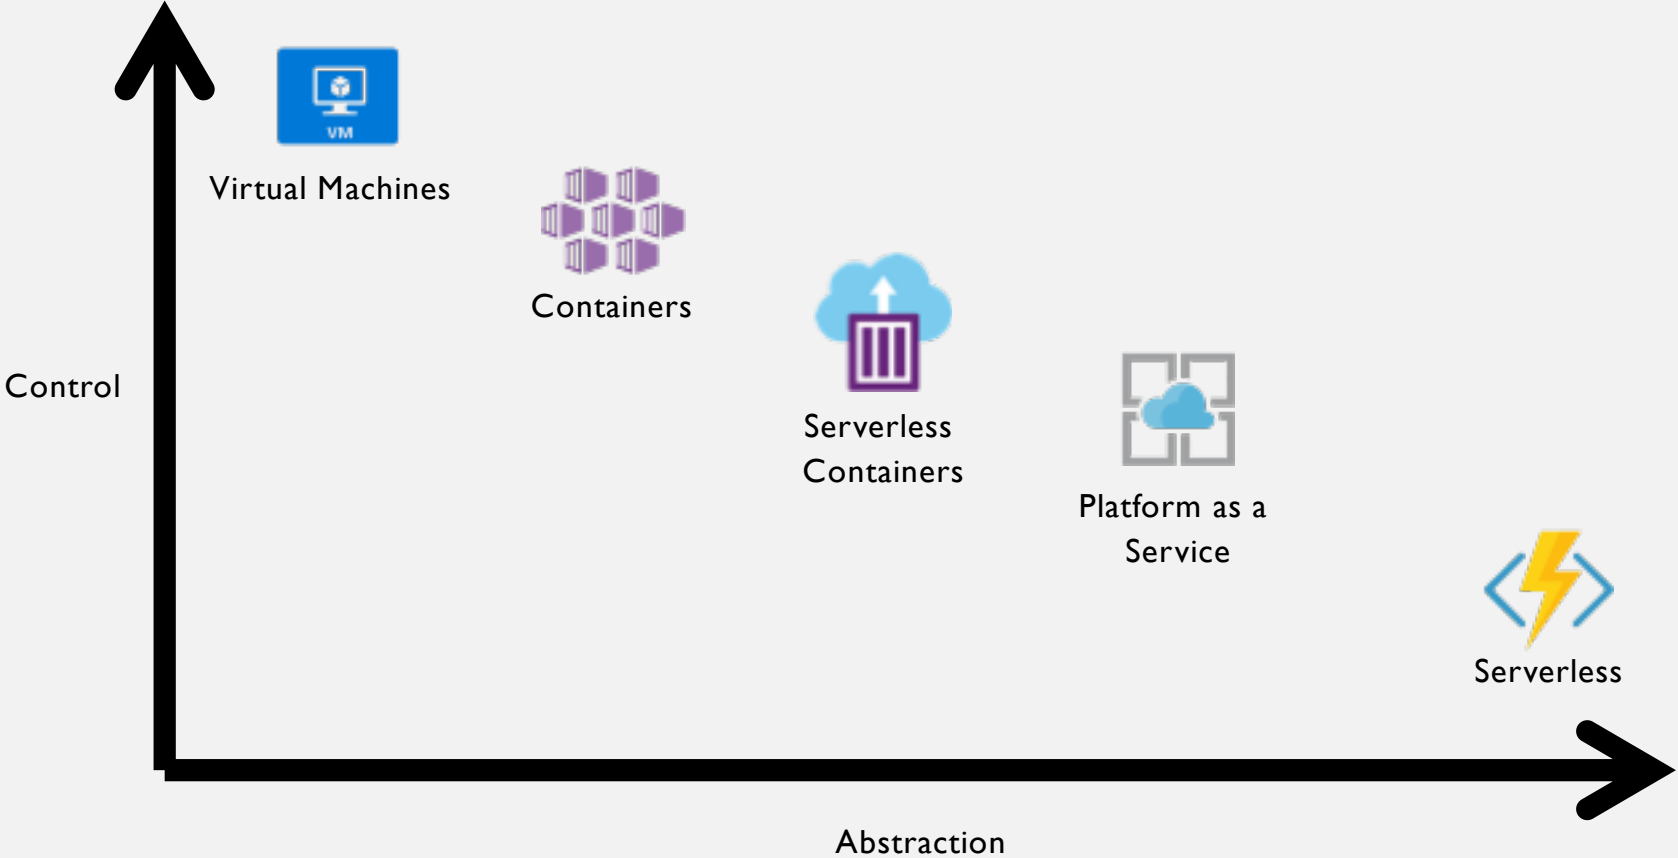 VM
Virtual Machines
Containers
Control
Serverless
Containers
Platform as a
Service
Serverless
Abstraction